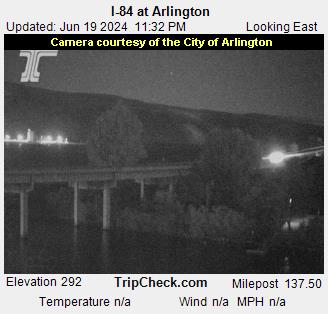 I-84 at Arlington
Updated: Jun 19 2024 11:32 PM Looking East
Camera courtesy of the City of Arlington
Elevation 292 TripCheck.com Milepost 137.50
Temperature n/a Wind n/a MPH n/a